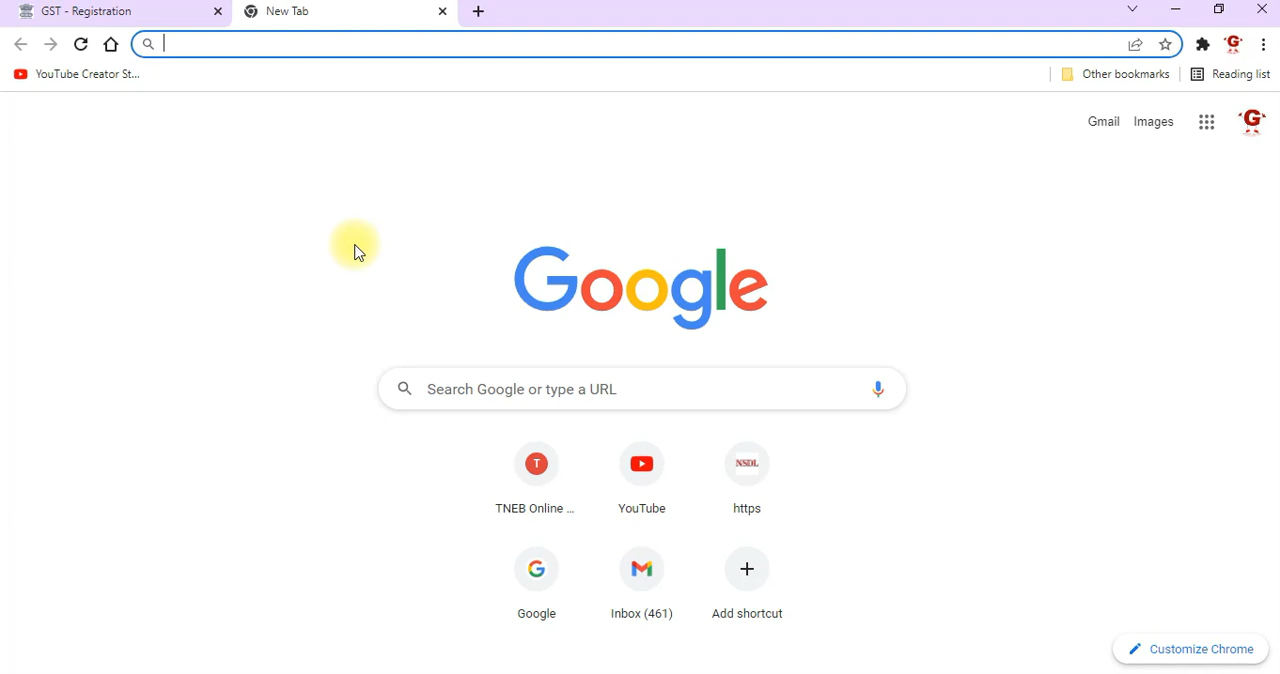 GST - Registration
New Tab
YouTube Creator St...
Other bookmarks
Reading list
Gmail
Images
G
G
Google
Search Google or type a URL
T
NSDL
TNEB Online ...
YouTube
https
G
Google
Inbox (461)
Add shortcut
Customize Chrome